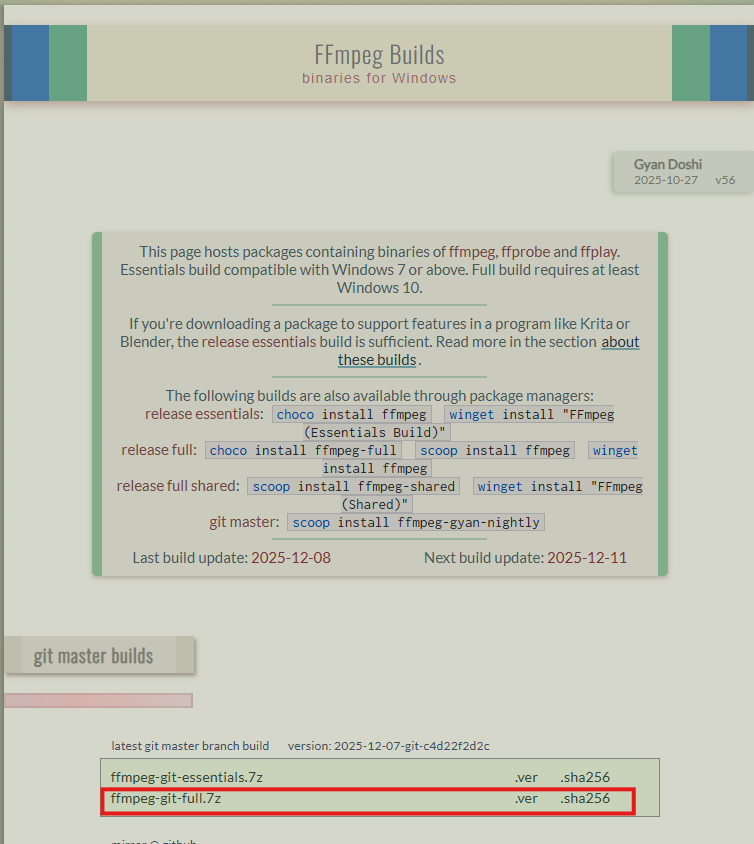 FFmpeg Builds
binaries for Windows
Gyan Doshi
2025-10-27 v56
This page hosts packages containing binaries of ffmpeg, ffprobe and ffplay.
Essentials build compatible with Windows 7 or above. Full build requires at least
Windows 10.
If you're downloading a package to support features in a program like Krita or
Blender, the release essentials build is sufficient. Read more in the section about
these builds.
The following builds are also available through package managers:
release essentials: choco install ffmpeg winget install "FFmpeg
(Essentials Build)"
release full: choco install ffmpeg-full scoop install ffmpeg winget
install ffmpeg
release full shared: scoop install ffmpeg-shared winget install "FFmpeg
(Shared)"
git master: scoop install ffmpeg-gyan-nightly
Last build update: 2025-12-08 Next build update: 2025-12-11
git master builds
latest git master branch build version: 2025-12-07-git-c4d22f2d2c
ffmpeg-git-essentials.7z .ver .sha256
ffmpeg-git-full.7z .ver .sha256
mirror @ github